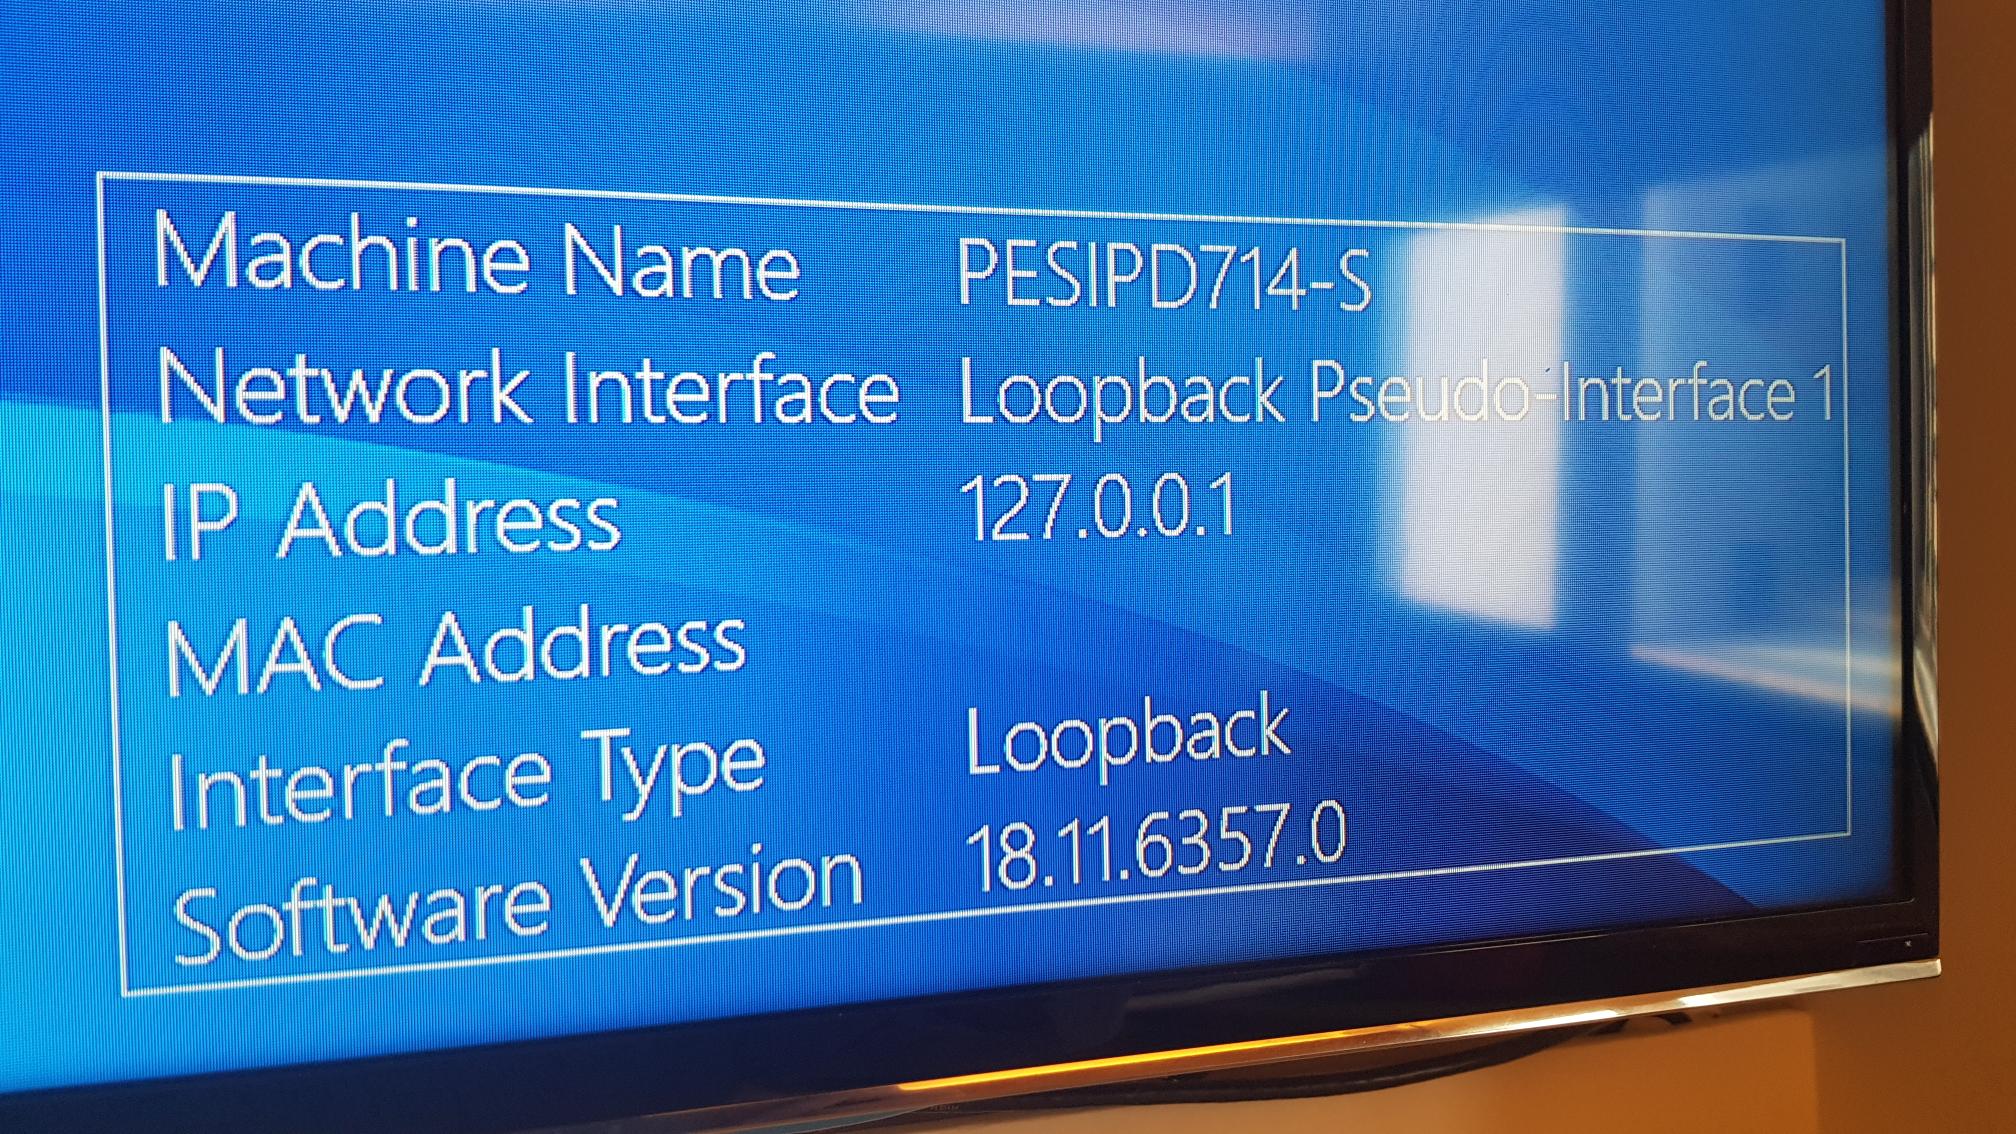 Machine Name PESIPD714-S
Network Interface Loopback Pseudo-Interface 1
IP Address 127.0.0.1
MAC Address
Interface Type Loopback
Software Version 18.11.6357.0